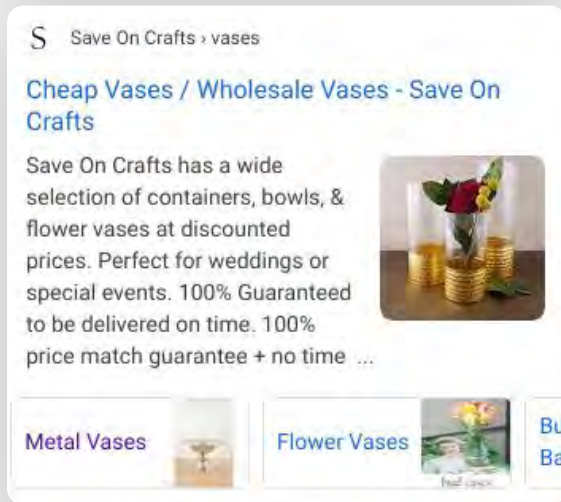 S Save On Crafts › vases
Cheap Vases / Wholesale Vases - Save On
Crafts
Save On Crafts has a wide
selection of containers, bowls, &
flower vases at discounted
prices. Perfect for weddings or
special events. 100% Guaranteed
to be delivered on time. 100%
price match guarantee + no time ...
Metal Vases
Flower Vases
Bu
Ba